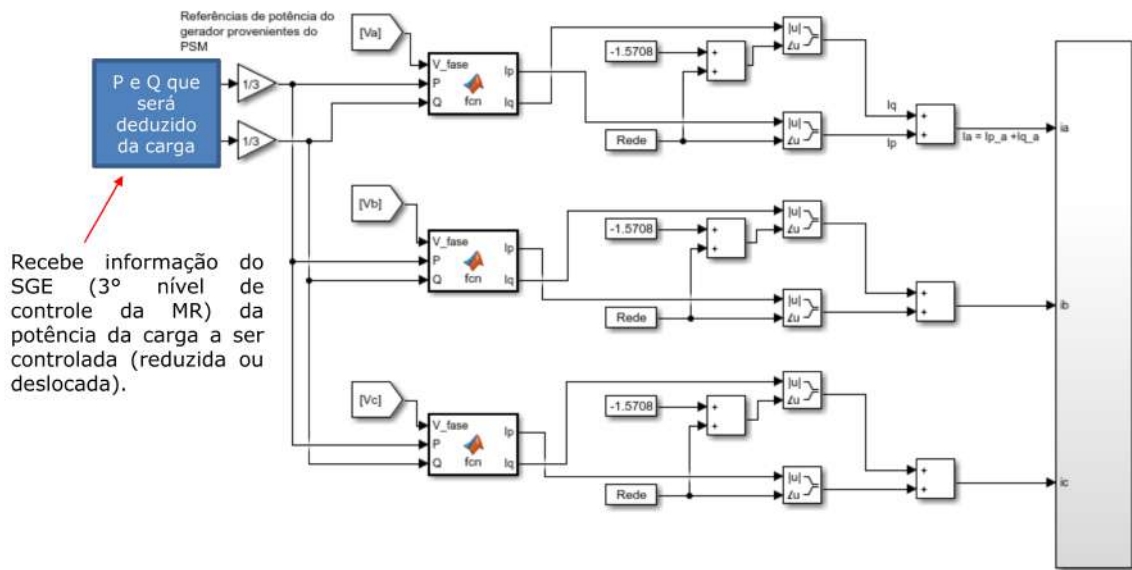 Referências de potência do
gerador provenientes do
PSM
P e Q que
será
deduzido
da carga
1/3
1/3
Recebe informação do
SGE (3° nível de
controle da MR) da
potência da carga a ser
controlada (reduzida ou
deslocada).
[Va]
V_fase
P
Q
fcn
Ip
Iq
-1.5708
+
+
Rede
|u|
∠u
|u|
∠u
Iq
Ip
+
+
Ia = Ip_a +Iq_a
ia
[Vb]
V_fase
P
Q
fcn
Ip
Iq
-1.5708
+
+
Rede
|u|
∠u
|u|
∠u
+
+
ib
[Vc]
V_fase
P
Q
fcn
Ip
Iq
-1.5708
+
+
Rede
|u|
∠u
|u|
∠u
+
+
ic